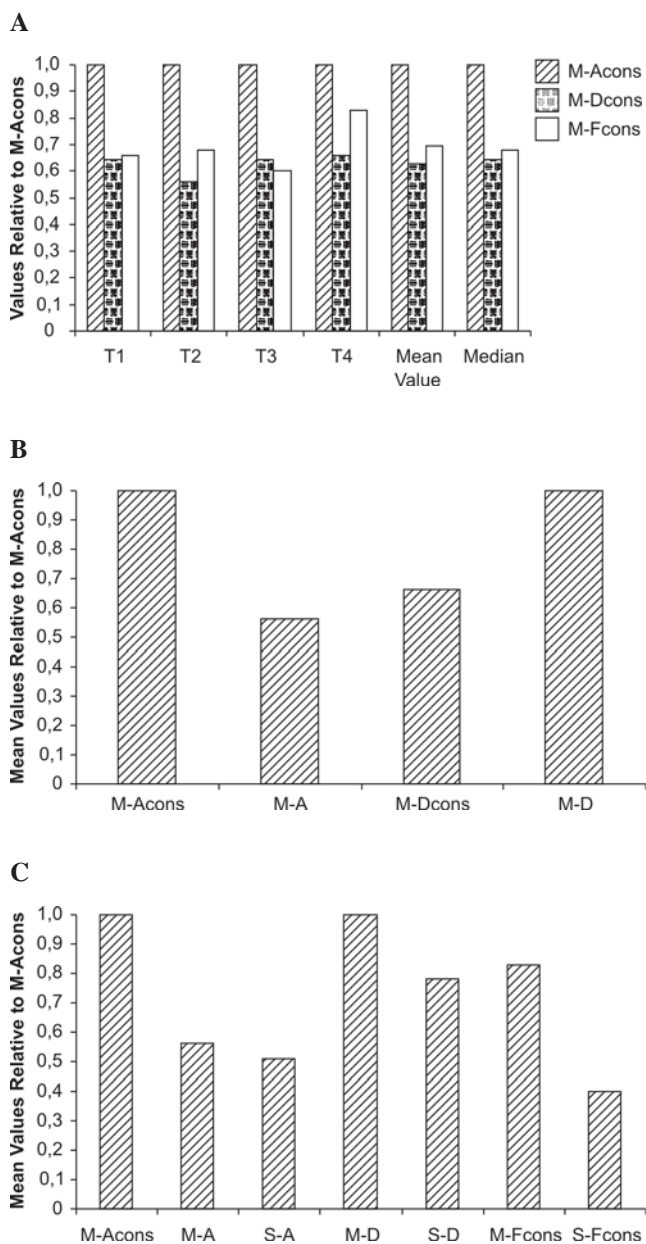 A
Values Relative to M-Acons
1,0
0,9
0,8
0,7
0,6
0,5
0,4
0,3
0,2
0,1
0
T1 T2 T3 T4 Mean Value Median
M-Acons
M-Dcons
M-Fcons
B
Mean Values Relative to M-Acons
1,0
0,9
0,8
0,7
0,6
0,5
0,4
0,3
0,2
0,1
0
M-Acons M-A M-Dcons M-D
C
Mean Values Relative to M-Acons
1,0
0,9
0,8
0,7
0,6
0,5
0,4
0,3
0,2
0,1
0
M-Acons M-A S-A M-D S-D M-Fcons S-Fcons